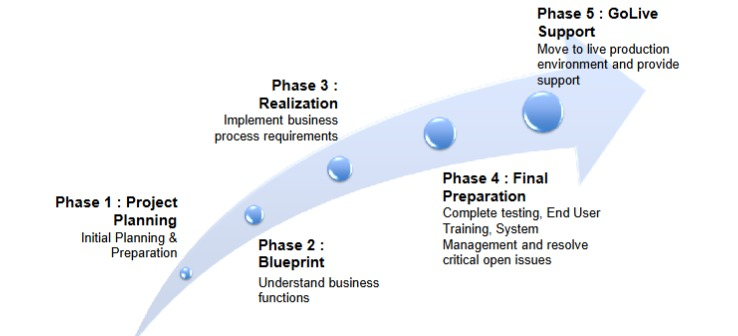 Phase 1 : Project
Planning
Initial Planning &
Preparation
Phase 2 :
Blueprint
Understand business
functions
Phase 3 :
Realization
Implement business
process requirements
Phase 4 : Final
Preparation
Complete testing, End User
Training, System
Management and resolve
critical open issues
Phase 5 : GoLive
Support
Move to live production
environment and provide
support